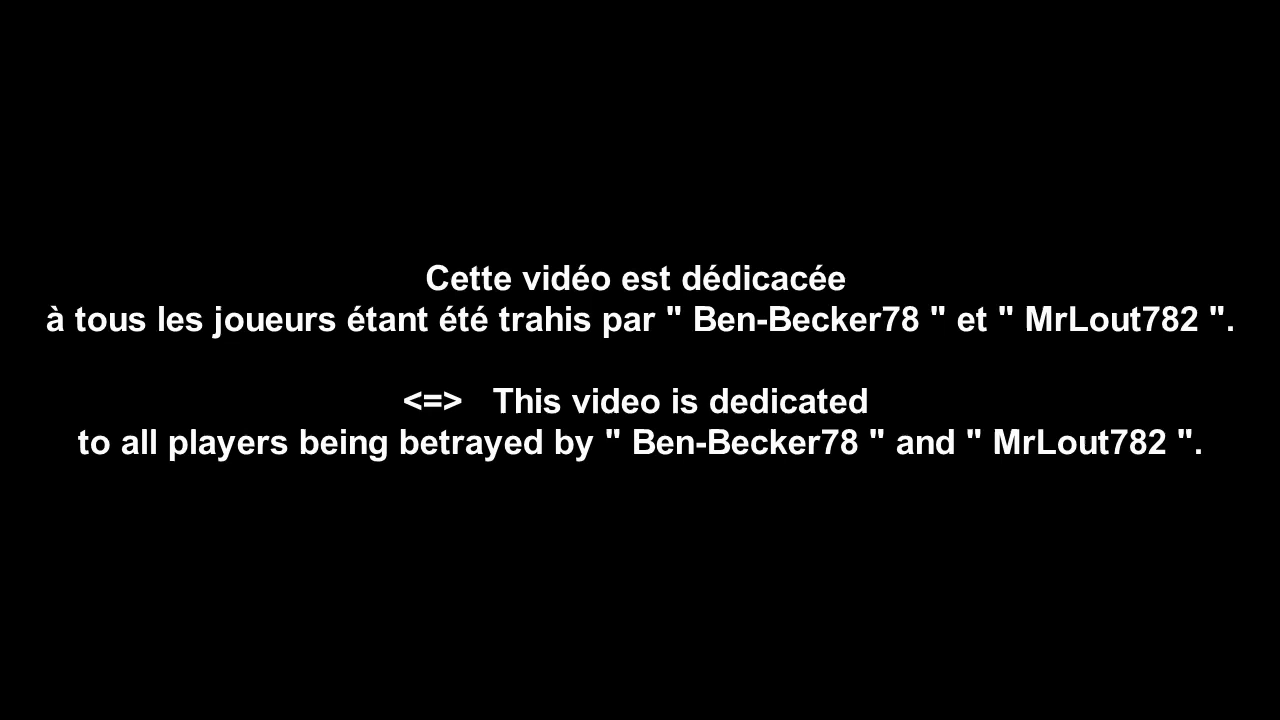 Cette vidéo est dédicacée
à tous les joueurs étant été trahis par " Ben-Becker78 " et " MrLout782 ".
<=> This video is dedicated
to all players being betrayed by " Ben-Becker78 " and " MrLout782 ".